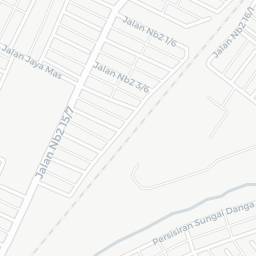 Jalan Nb2 1/6
Jalan Nb2 16/1
Jalan Jaya Mas
Jalan Nb2 3/6
Jalan Nb2 15/7
Persisiran Sungai Danga